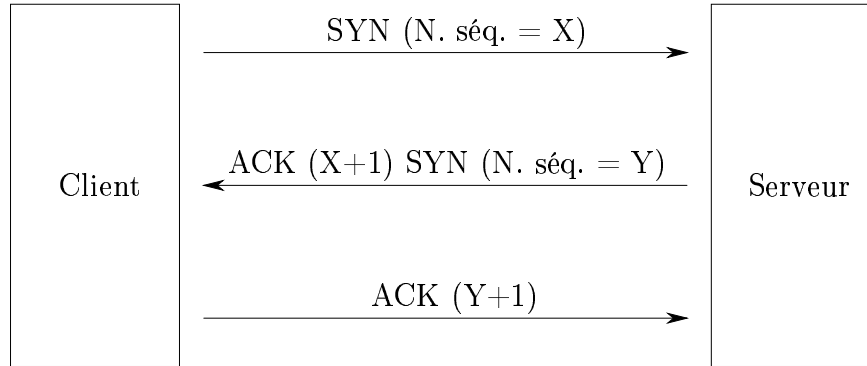 SYN (N. séq. = X)
ACK (X+1) SYN (N. séq. = Y)
Client
Serveur
ACK (Y+1)